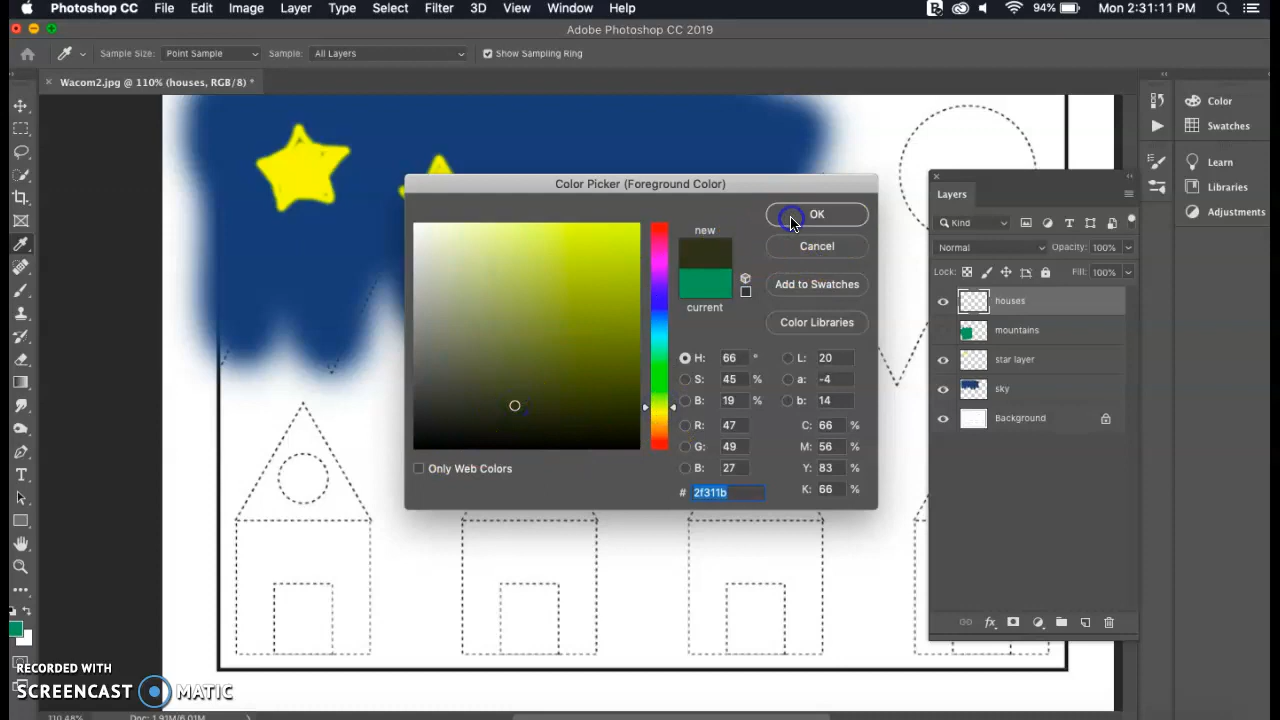 Photoshop CC File Edit Image Layer Type Select Filter 3D View Window Help 94% Mon 2:31:11 PM
Adobe Photoshop CC 2019
Sample Size: Point Sample Sample: All Layers Show Sampling Ring
× Wacom2.jpg @ 110% (houses, RGB/8) *
Color
Swatches
Learn
Libraries
Adjustments
Color Picker (Foreground Color)
new
current
OK
Cancel
Add to Swatches
Color Libraries
H: 66 ° L: 20
S: 45 % a: -4
B: 19 % b: 14
R: 47 C: 66 %
G: 49 M: 56 %
B: 27 Y: 83 %
# 2f311b K: 66 %
Only Web Colors
Layers
Kind
Normal Opacity: 100%
Lock: Fill: 100%
houses
mountains
star layer
sky
Background
fx
RECORDED WITH
SCREENCAST MATIC
110.48% Doc: 1.91M/6.01M